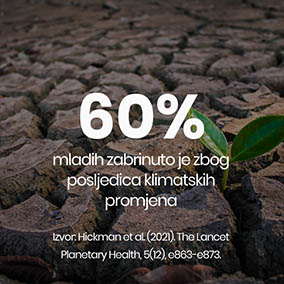 60%
mladih zabrinuto je zbog
posljedica klimatskih
promjena
Izvor: Hickman et al. (2021). The Lancet
Planetary Health, 5(12), e863-e873.